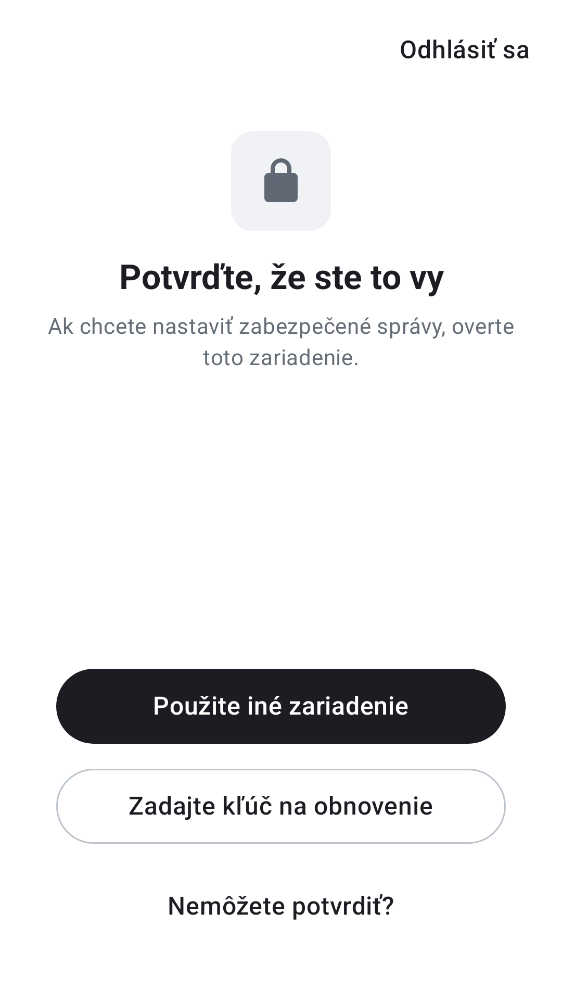 Odhlásiť sa
Potvrďte, že ste to vy
Ak chcete nastaviť zabezpečené správy, overte
toto zariadenie.
Použite iné zariadenie
Zadajte kľúč na obnovenie
Nemôžete potvrdiť?